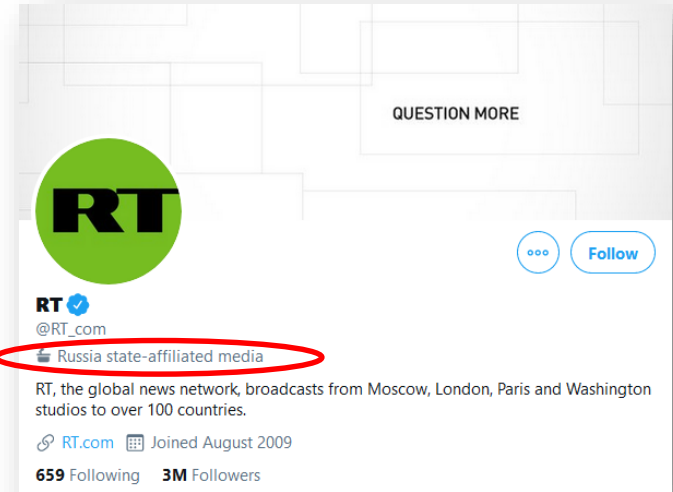 QUESTION MORE
RT
Follow
RT
@RT_com
Russia state-affiliated media
RT, the global news network, broadcasts from Moscow, London, Paris and Washington
studios to over 100 countries.
RT.com Joined August 2009
659 Following 3M Followers